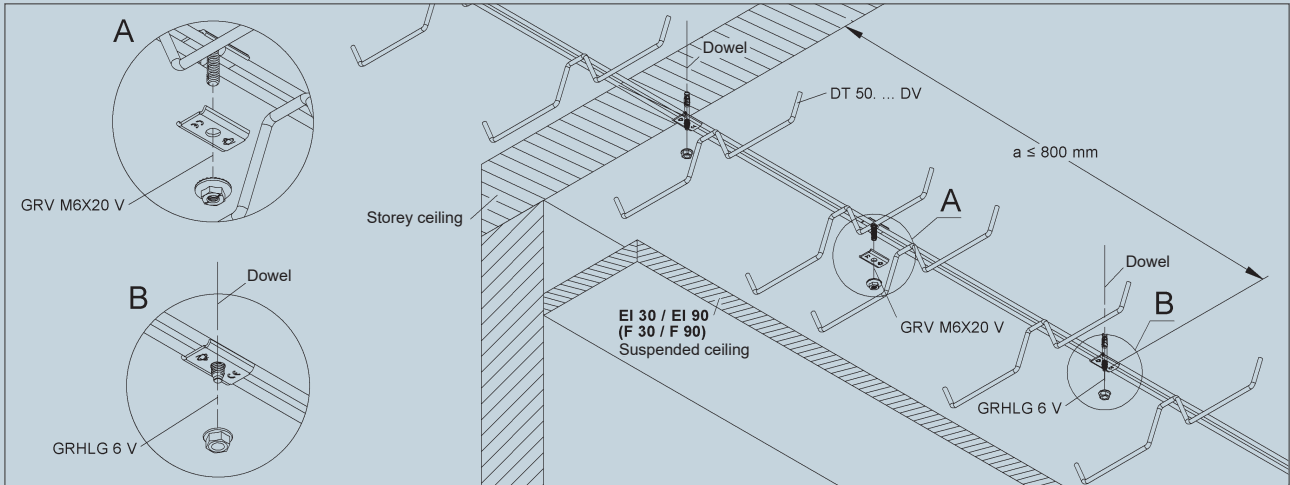 A
GRV M6X20 V
Dowel
B
GRHLG 6 V
Dowel
DT 50. ... DV
a ≤ 800 mm
Storey ceiling
A
Dowel
EI 30 / EI 90
(F 30 / F 90)
Suspended ceiling
GRV M6X20 V
B
GRHLG 6 V